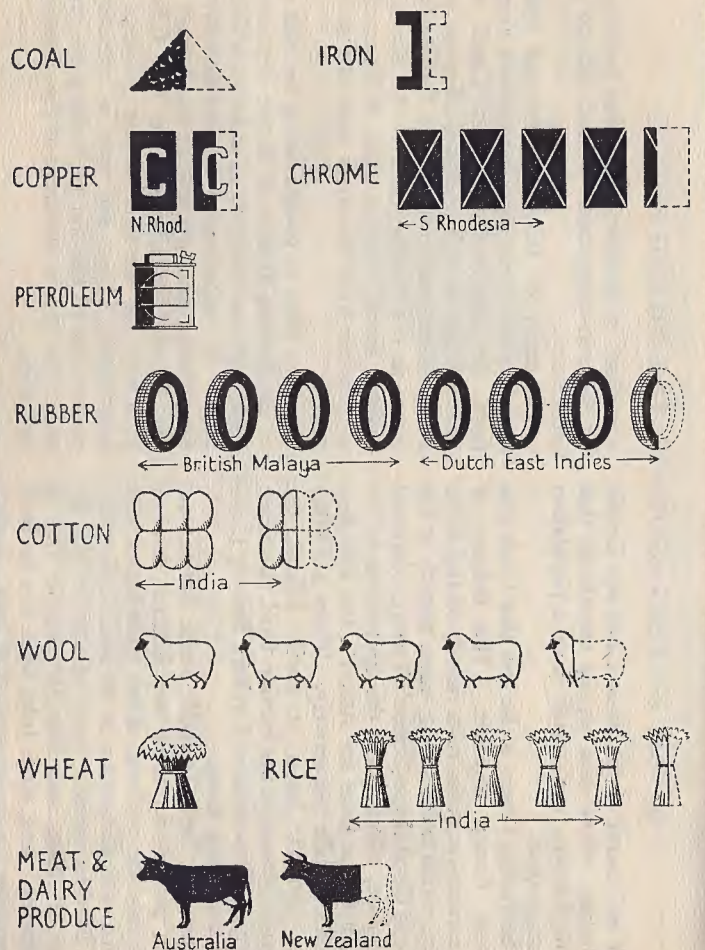 COAL
IRON
COPPER
C C
N. Rhod.
CHROME
S Rhodesia
PETROLEUM
RUBBER
British Malaya
Dutch East Indies
COTTON
India
WOOL
WHEAT
RICE
India
MEAT &
DAIRY
PRODUCE
Australia
New Zealand